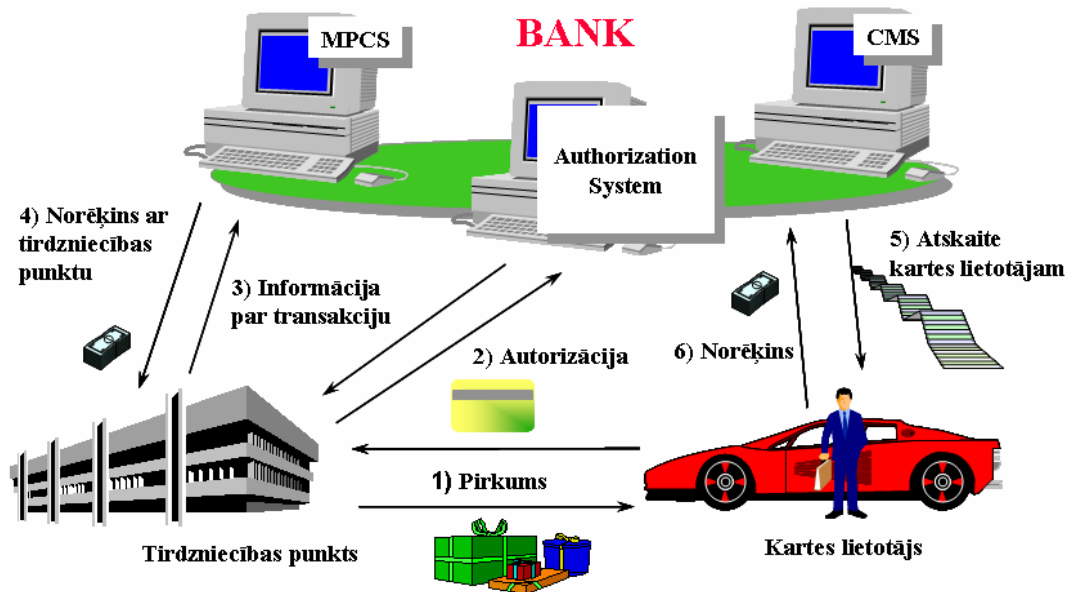 MPCS
BANK
CMS
Authorization
System
4) Norēķins ar
tirdzniecības
punktu
3) Informācija
par transakciju
5) Atskaite
kartes lietotājam
2) Autorizācija
6) Norēķins
1) Pirkums
Tirdzniecības punkts
Kartes lietotājs